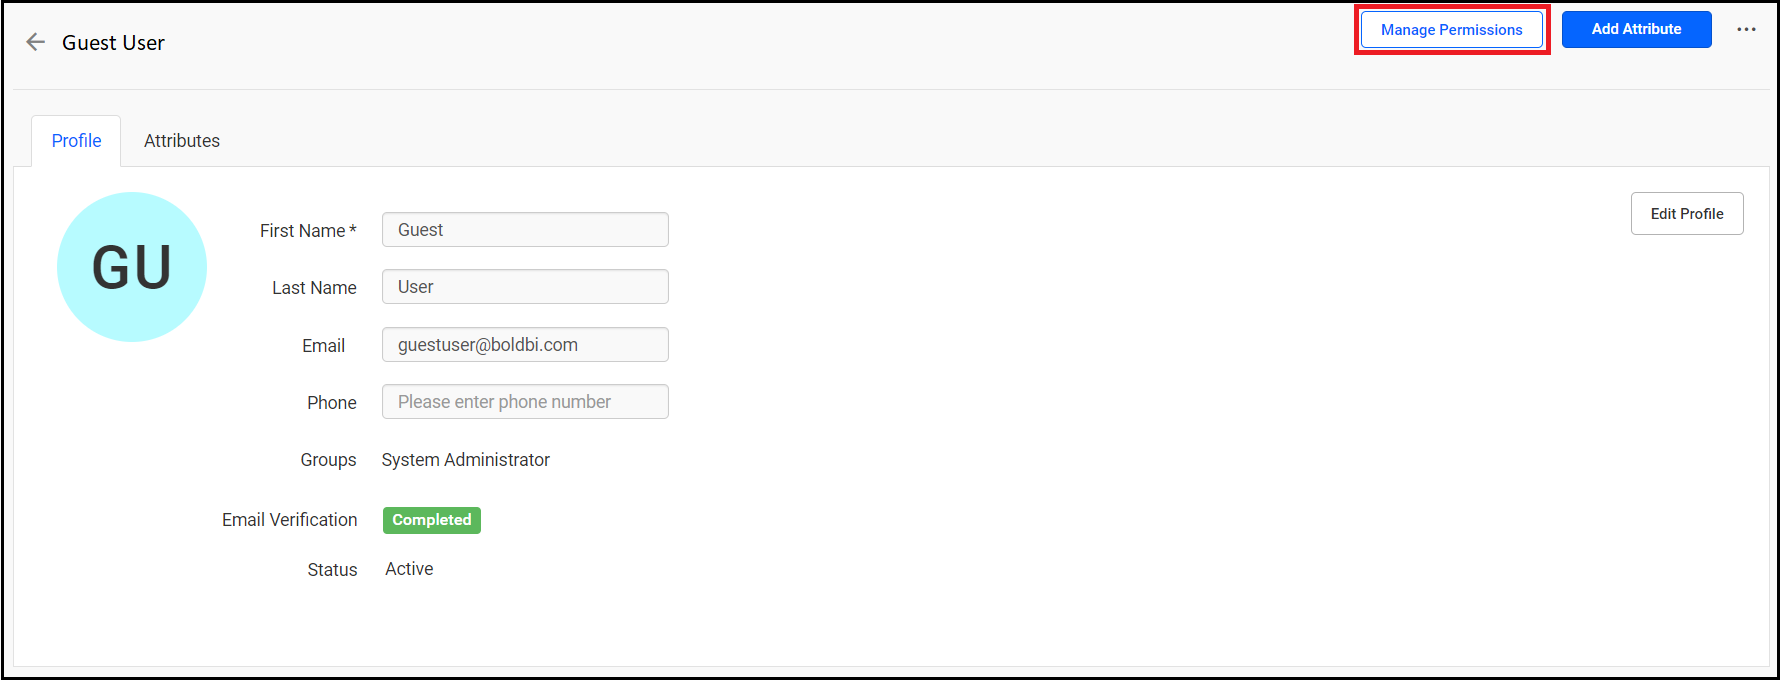 Guest User
Manage Permissions
Add Attribute
Profile
Attributes
GU
Edit Profile
First Name * Guest
Last Name User
Email guestuser@boldbi.com
Phone Please enter phone number
Groups System Administrator
Email Verification Completed
Status Active